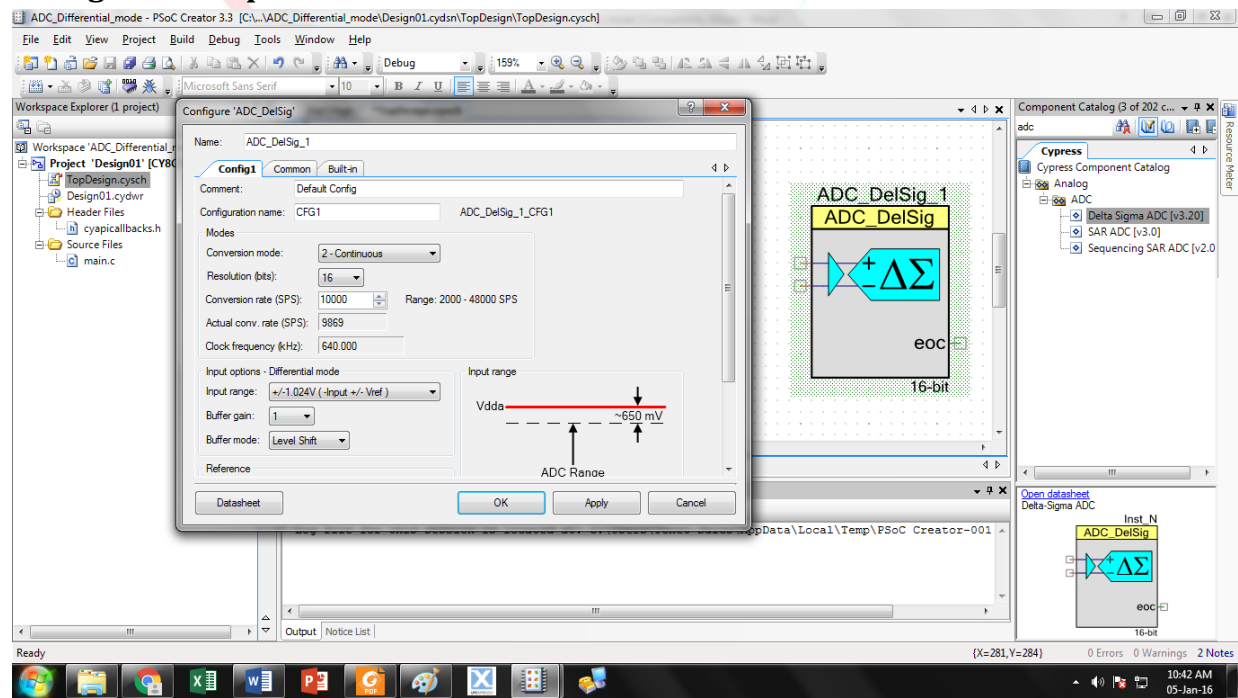 ADC_Differential_mode - PSoC Creator 3.3 [C:\...\ADC_Differential_mode\Design01.cydsn\TopDesign\TopDesign.cysch]
File Edit View Project Build Debug Tools Window Help
Debug 159%
Microsoft Sans Serif 10 B I U A
Workspace Explorer (1 project)
Workspace 'ADC_Differential_
Project 'Design01' [CY8C
TopDesign.cysch
Design01.cydwr
Header Files
cyapicallbacks.h
Source Files
main.c
Configure 'ADC_DelSig'
Name: ADC_DelSig_1
Config1 Common Built-in
Comment: Default Config
Configuration name: CFG1 ADC_DelSig_1_CFG1
Modes
Conversion mode: 2 - Continuous
Resolution (bits): 16
Conversion rate (SPS): 10000 Range: 2000 - 48000 SPS
Actual conv. rate (SPS): 9869
Clock frequency (kHz): 640.000
Input options - Differential mode
Input range: +/-1.024V ( -Input +/- Vref )
Buffer gain: 1
Buffer mode: Level Shift
Input range
Vdda
~650 mV
ADC Range
Reference
Datasheet OK Apply Cancel
ADC_DelSig_1
ADC_DelSig
+
-
ΔΣ
eoc
16-bit
Component Catalog (3 of 202 c...
adc
Cypress
Cypress Component Catalog
Analog
ADC
Delta Sigma ADC [v3.20]
SAR ADC [v3.0]
Sequencing SAR ADC [v2.0
Resource Meter
Open datasheet
Delta-Sigma ADC
Inst_N
ADC_DelSig
+
-
ΔΣ
eoc
16-bit
ppData\Local\Temp\PSoC Creator-001
Output Notice List
Ready {X=281,Y=284} 0 Errors 0 Warnings 2 Notes
10:42 AM
05-Jan-16